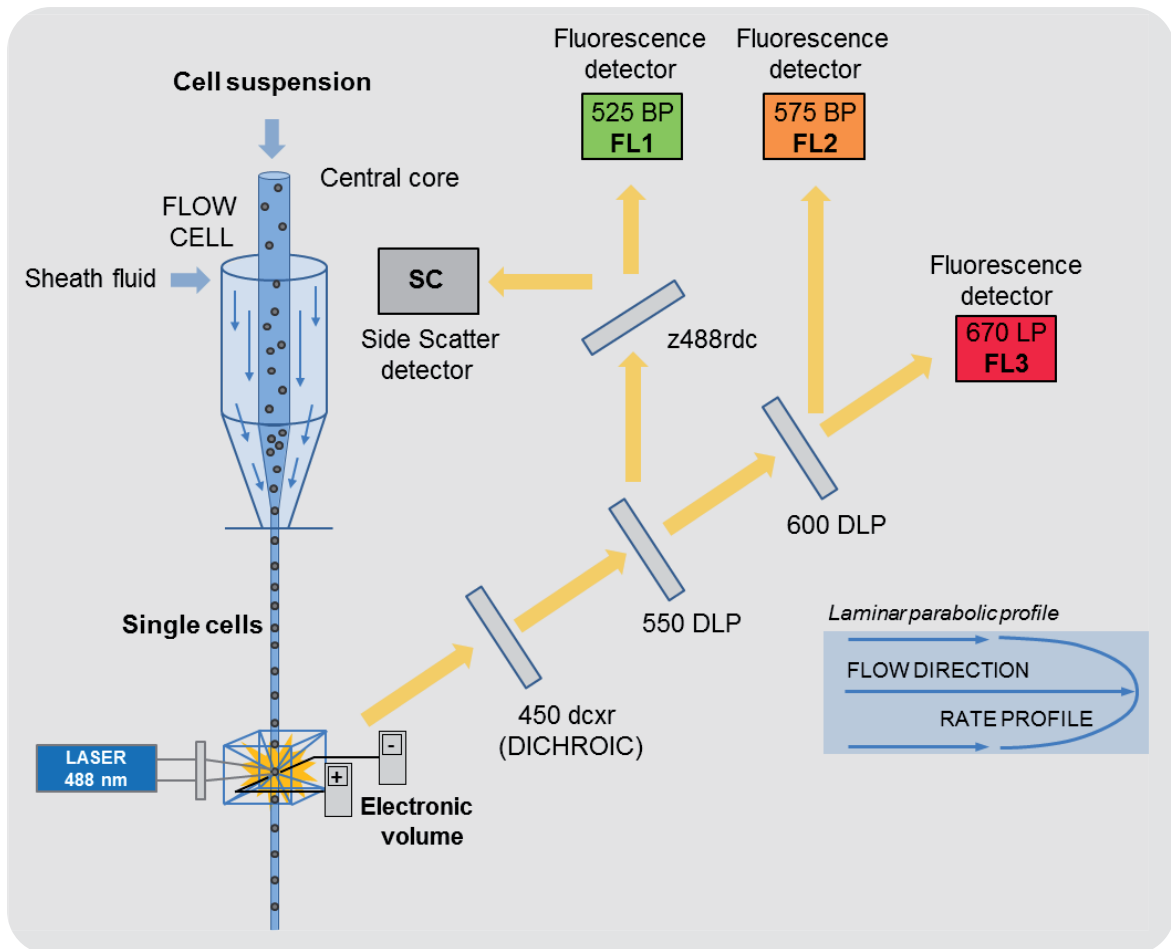 Cell suspension
Central core
FLOW
CELL
Sheath fluid
Fluorescence
detector
525 BP
FL1
Fluorescence
detector
575 BP
FL2
SC
Side Scatter
detector
z488rdc
Fluorescence
detector
670 LP
FL3
600 DLP
550 DLP
450 dcxr
(DICHROIC)
Single cells
LASER
488 nm
-
+
Electronic
volume
Laminar parabolic profile
FLOW DIRECTION
RATE PROFILE